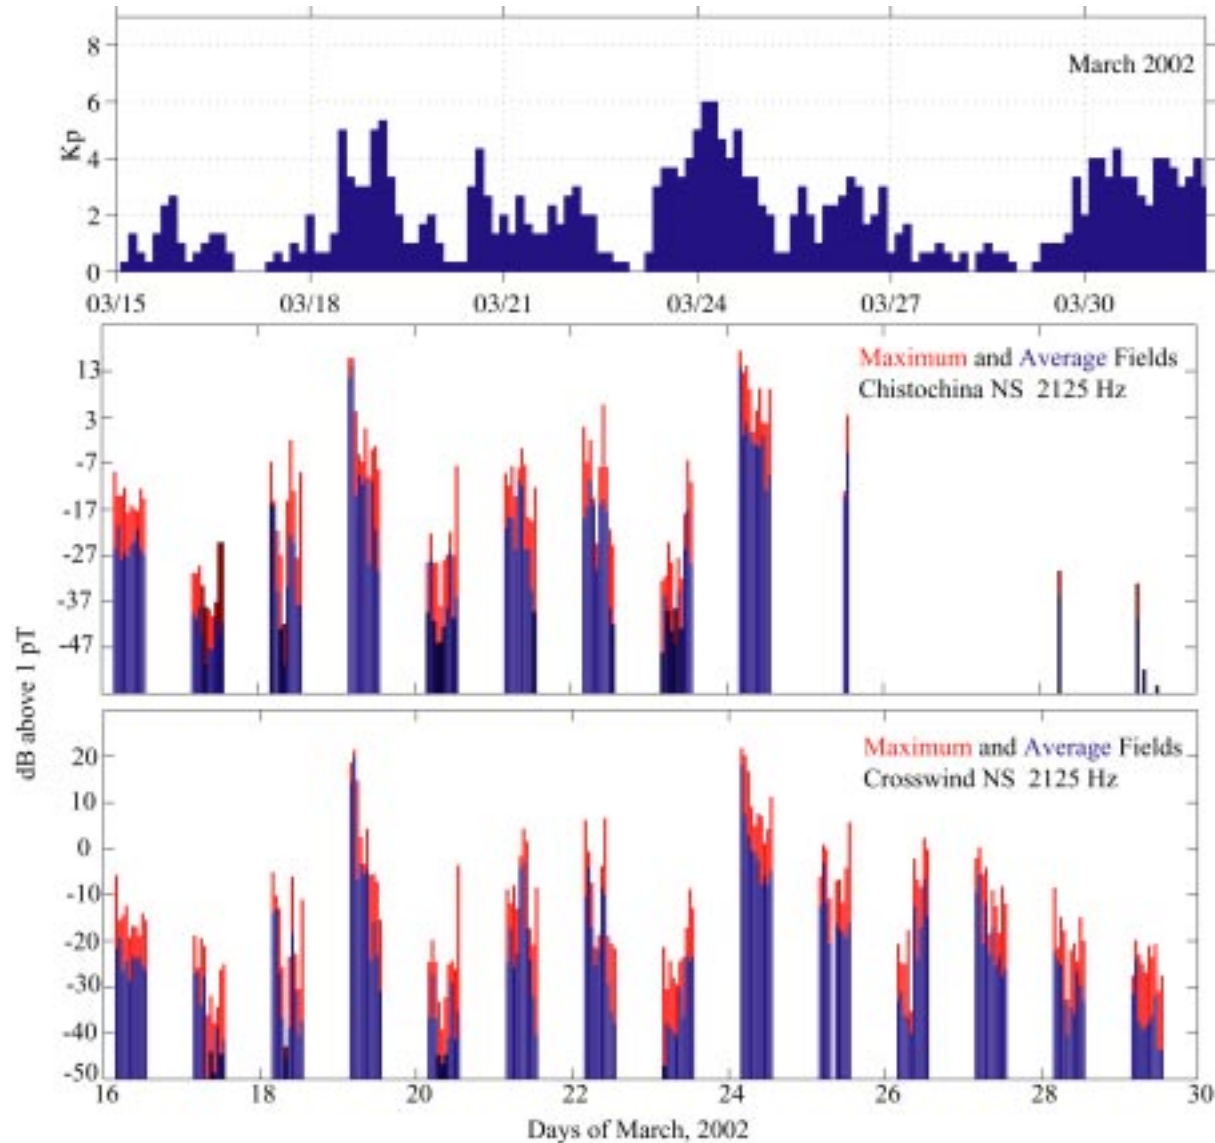 8
6
4
2
0
Kp
March 2002
03/15 03/18 03/21 03/24 03/27 03/30
Maximum and Average Fields
Chistochina NS 2125 Hz
13
3
-7
-17
-27
-37
-47
dB above 1 pT
Maximum and Average Fields
Crosswind NS 2125 Hz
20
10
0
-10
-20
-30
-40
-50
16 18 20 22 24 26 28 30
Days of March, 2002